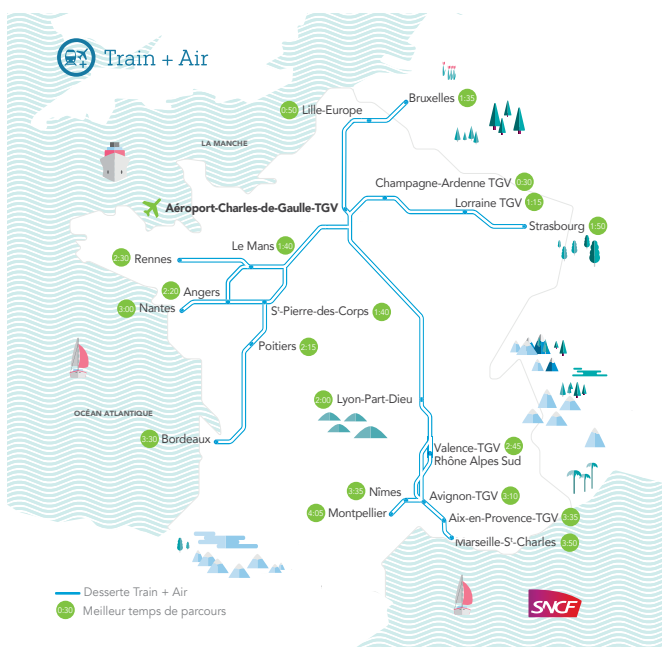 Train + Air
Bruxelles 1:35
0:50 Lille-Europe
LA MANCHE
Champagne-Ardenne TGV 0:30
Lorraine TGV 1:15
Aéroport-Charles-de-Gaulle-TGV
Strasbourg 1:50
Le Mans 1:40
2:30 Rennes
2:20 Angers
3:00 Nantes
Sᵗ-Pierre-des-Corps 1:40
Poitiers 2:15
2:00 Lyon-Part-Dieu
OCÉAN ATLANTIQUE
3:30 Bordeaux
Valence-TGV 2:45
Rhône Alpes Sud
3:35 Nîmes
Avignon-TGV 3:10
4:05 Montpellier
Aix-en-Provence-TGV 3:35
Marseille-Sᵗ-Charles 3:50
Desserte Train + Air
0:30 Meilleur temps de parcours
SNCF